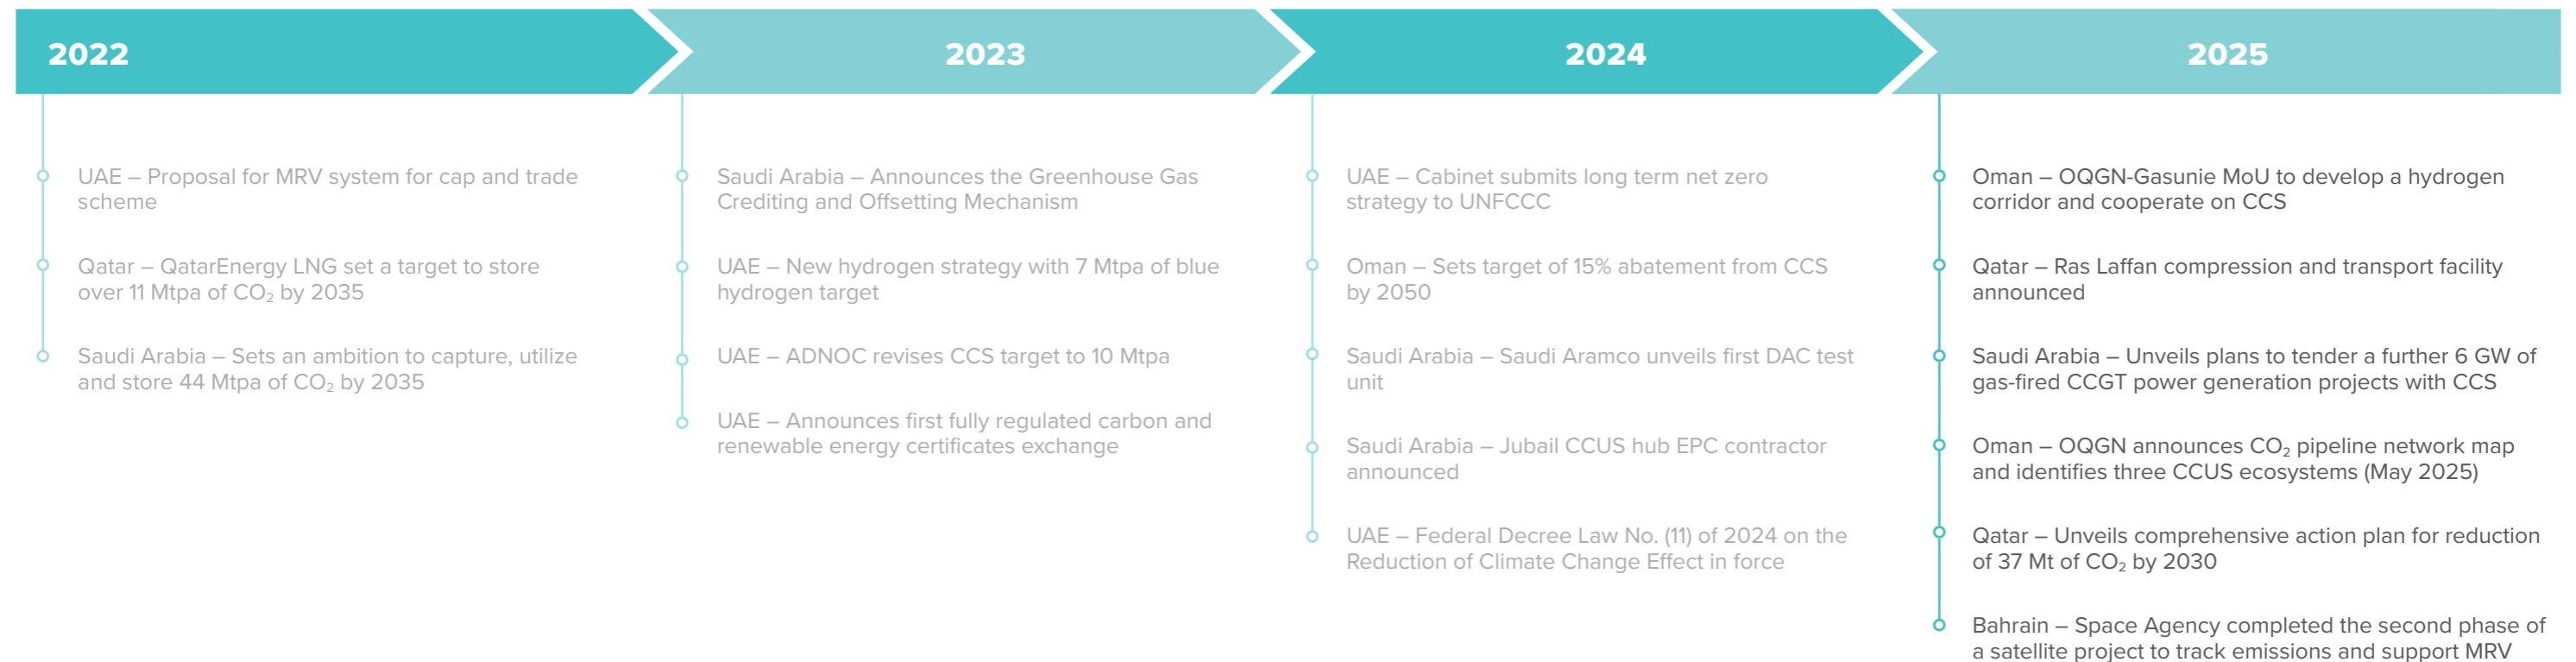 2022
UAE – Proposal for MRV system for cap and trade
scheme
Qatar – QatarEnergy LNG set a target to store
over 11 Mtpa of CO₂ by 2035
Saudi Arabia – Sets an ambition to capture, utilize
and store 44 Mtpa of CO₂ by 2035
2023
Saudi Arabia – Announces the Greenhouse Gas
Crediting and Offsetting Mechanism
UAE – New hydrogen strategy with 7 Mtpa of blue
hydrogen target
UAE – ADNOC revises CCS target to 10 Mtpa
UAE – Announces first fully regulated carbon and
renewable energy certificates exchange
2024
UAE – Cabinet submits long term net zero
strategy to UNFCCC
Oman – Sets target of 15% abatement from CCS
by 2050
Saudi Arabia – Saudi Aramco unveils first DAC test
unit
Saudi Arabia – Jubail CCUS hub EPC contractor
announced
UAE – Federal Decree Law No. (11) of 2024 on the
Reduction of Climate Change Effect in force
2025
Oman – OQGN-Gasunie MoU to develop a hydrogen
corridor and cooperate on CCS
Qatar – Ras Laffan compression and transport facility
announced
Saudi Arabia – Unveils plans to tender a further 6 GW of
gas-fired CCGT power generation projects with CCS
Oman – OQGN announces CO₂ pipeline network map
and identifies three CCUS ecosystems (May 2025)
Qatar – Unveils comprehensive action plan for reduction
of 37 Mt of CO₂ by 2030
Bahrain – Space Agency completed the second phase of
a satellite project to track emissions and support MRV